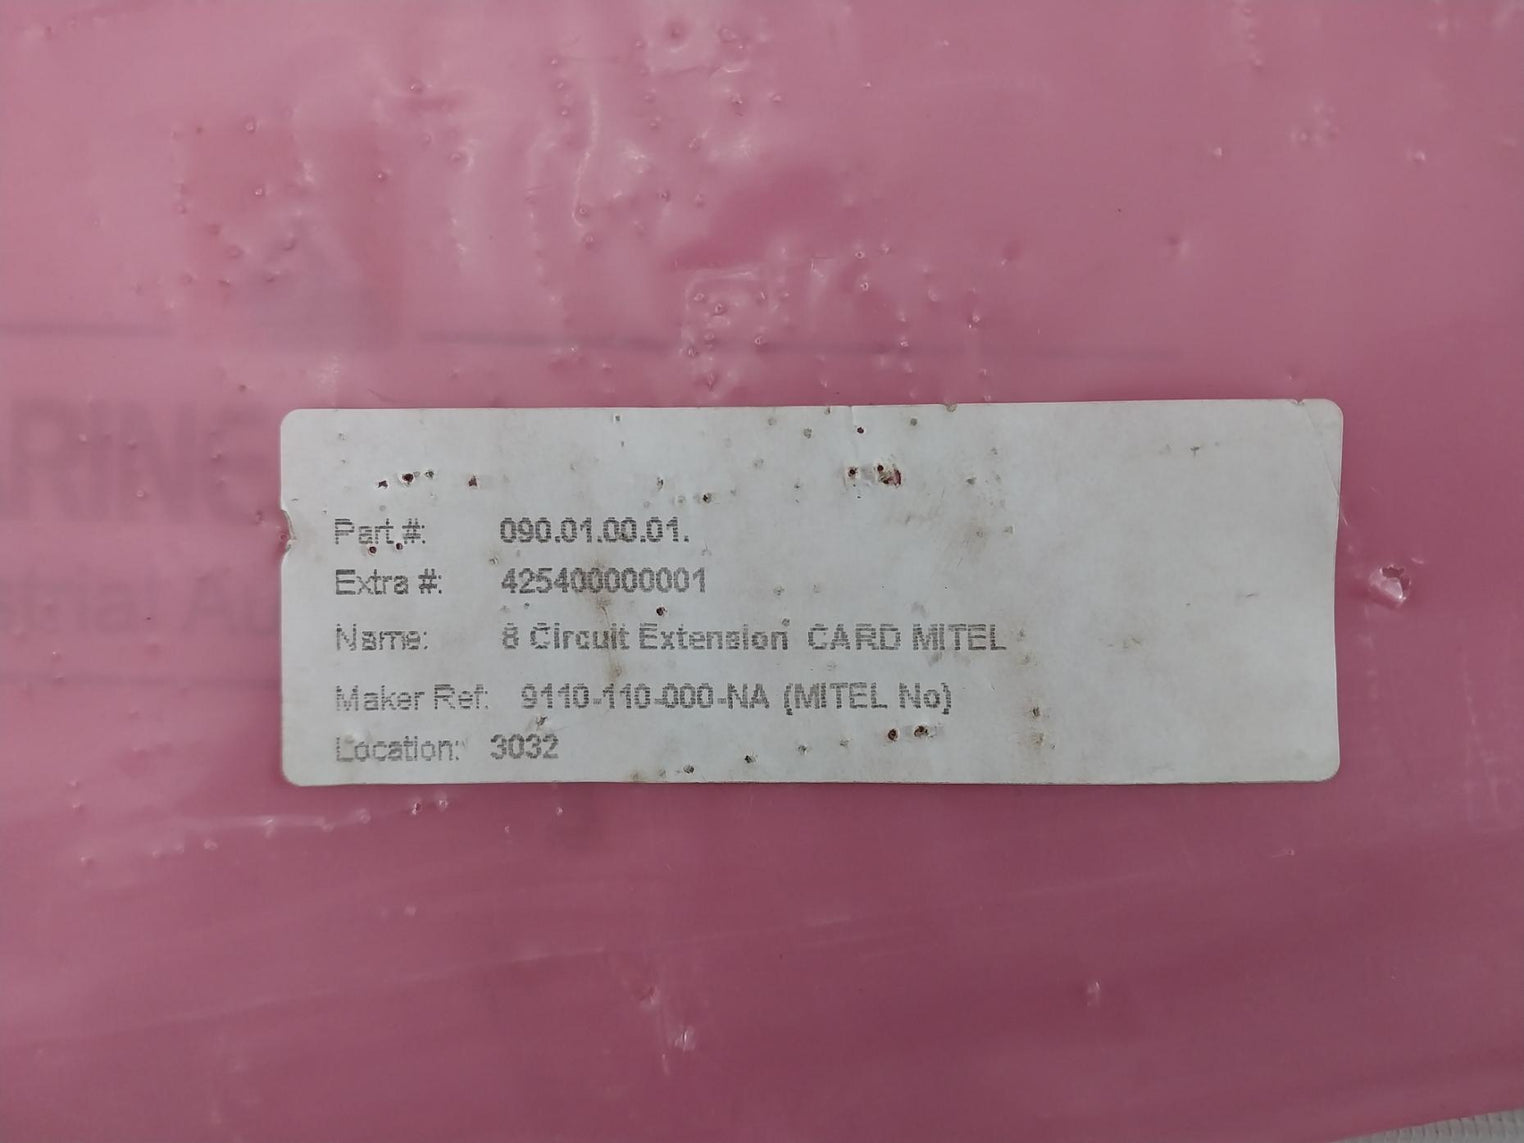 Part #: 090.01.00.01.
Extra #: 425400000001
Name: 8 Circuit Extension CARD MITEL
Maker Ref: 9110-110-000-NA (MITEL No)
Location: 3032